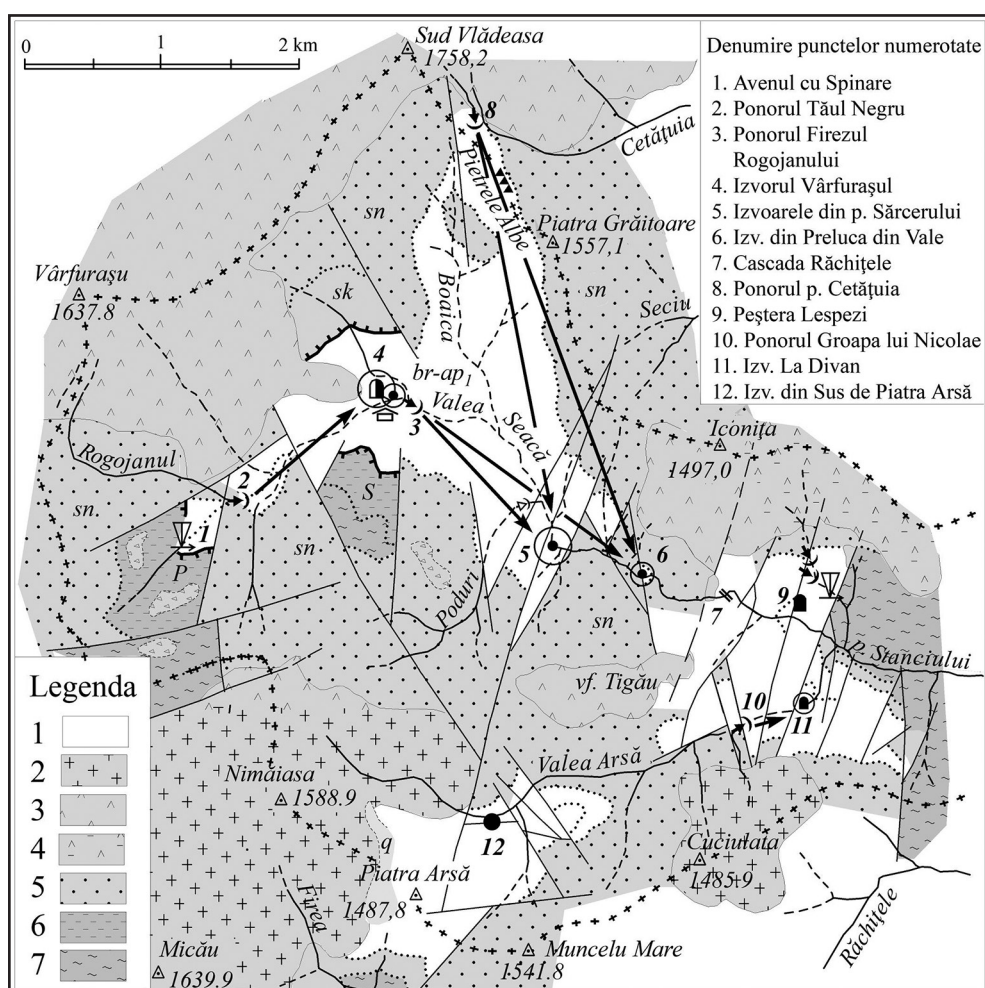 0 1 2 km
Sud Vlădeasa
1758,2
Denumire punctelor numerotate
1. Avenul cu Spinare
2. Ponorul Tăul Negru
3. Ponorul Firezul
Rogojanului
4. Izvorul Vârfurașul
5. Izvoarele din p. Sărcerului
6. Izv. din Preluca din Vale
7. Cascada Răchițele
8. Ponorul p. Cetățuia
9. Peștera Lespezi
10. Ponorul Groapa lui Nicolae
11. Izv. La Divan
12. Izv. din Sus de Piatra Arsă
8
Cetățuia
Pietrele Albe
sn
Piatra Grăitoare
1557,1
Vârfurașu
1637.8
sk
Boaica
sn
Seciu
4
br-ap1
Valea
3
Seacă
Iconița
1497,0
Rogojanul
2
sn.
S
1
P
sn
5
6
Poduri
7
9
sn
p. Stanciului
vf. Tigău
10
11
Valea Arsă
Nimăiasa
1588.9
12
q
Piatra Arsă
1487,8
Cuciulata
1485.9
Firea
Răchițele
Micău
1639.9
Muncelu Mare
1541.8
Legenda
1
2
3
4
5
6
7